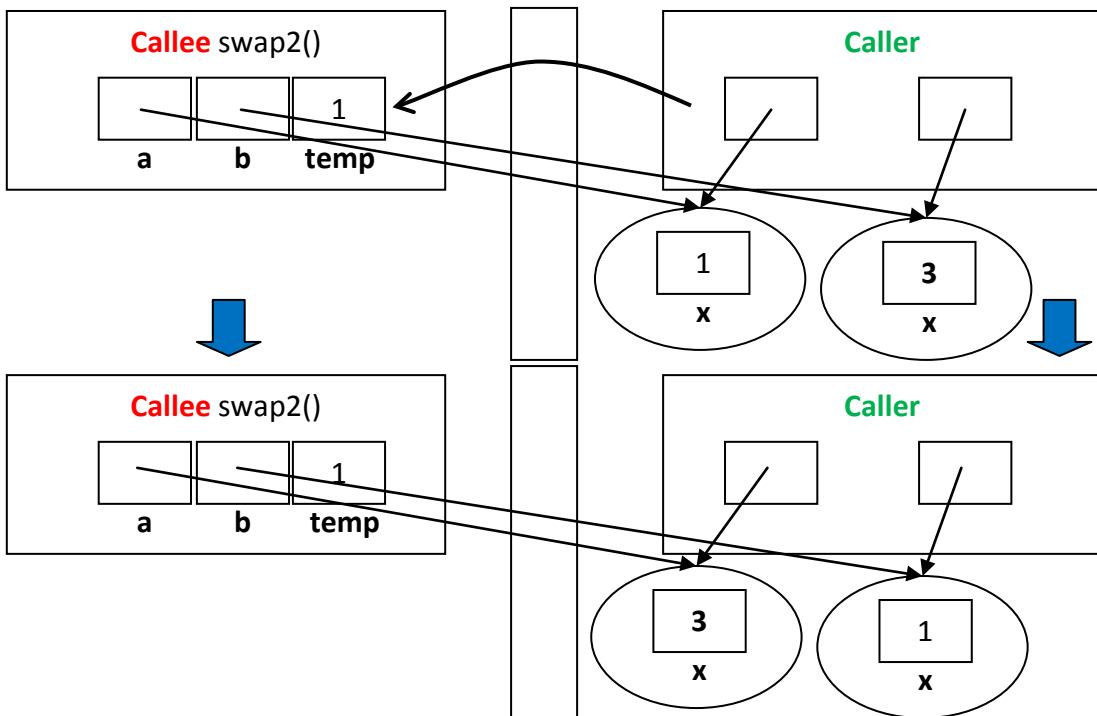 Callee swap2()
Caller
1
a b temp
1
3
x
x
Callee swap2()
Caller
1
a b temp
3
1
x
x